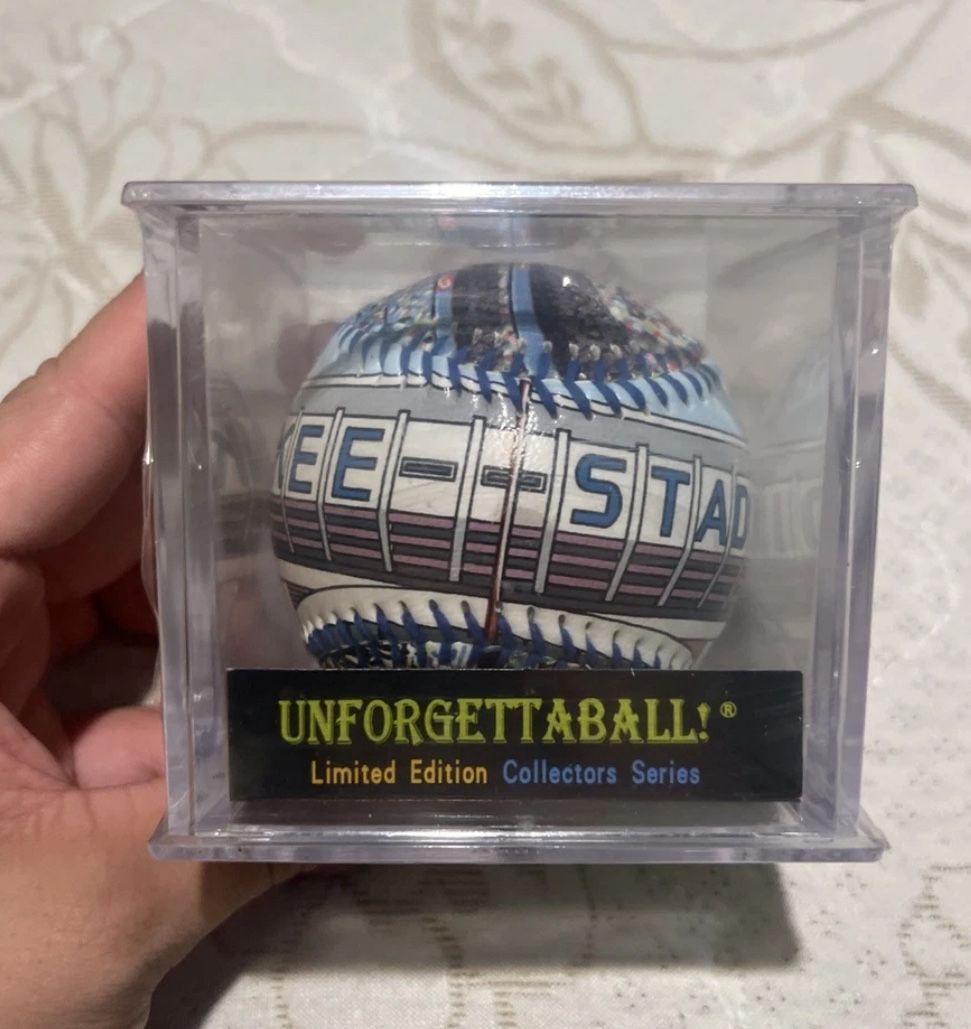 EE--STAD
UNFORGETTABALL!®
Limited Edition Collectors Series